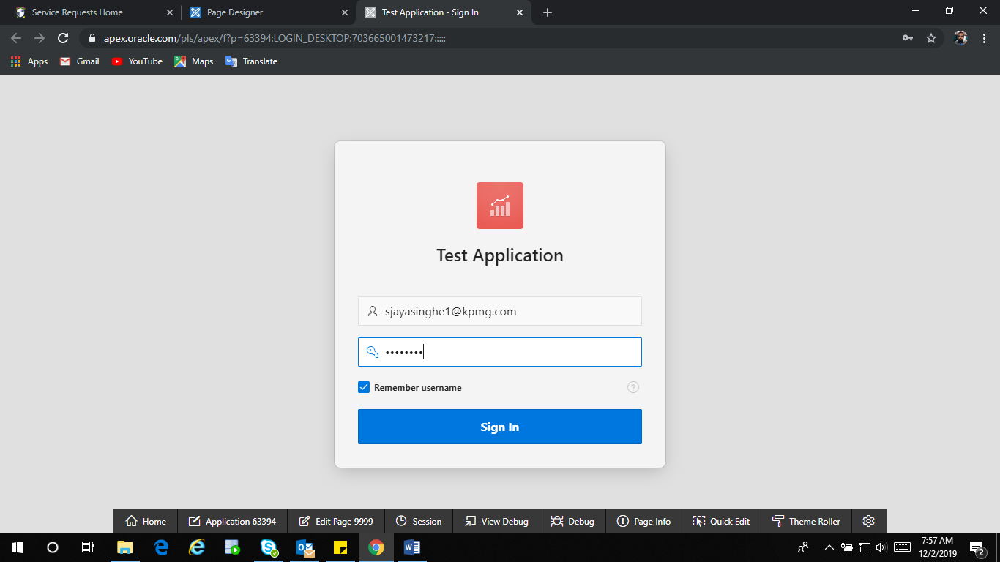 Service Requests Home
Page Designer
Test Application - Sign In
apex.oracle.com/pls/apex/f?p=63394:LOGIN_DESKTOP:703665001473217:::::
Apps Gmail YouTube Maps Translate
Test Application
sjayasinghe1@kpmg.com
••••••••
Remember username
?
Sign In
Home Application 63394 Edit Page 9999 Session View Debug Debug Page Info Quick Edit Theme Roller
7:57 AM
12/2/2019
2